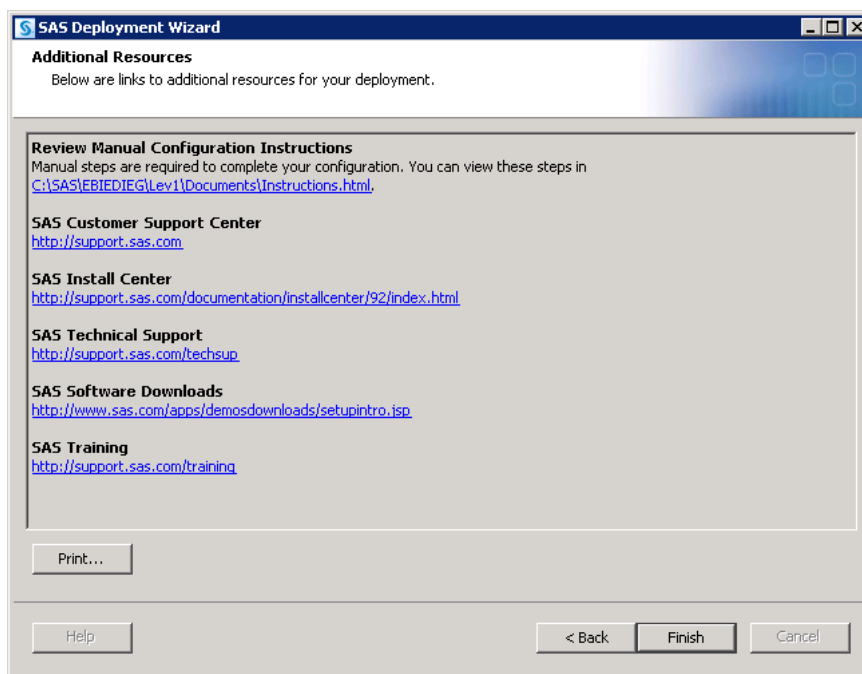 SAS Deployment Wizard
Additional Resources
Below are links to additional resources for your deployment.
Review Manual Configuration Instructions
Manual steps are required to complete your configuration. You can view these steps in
C:\SAS\EBIEDIEG\Lev1\Documents\Instructions.html.
SAS Customer Support Center
http://support.sas.com
SAS Install Center
http://support.sas.com/documentation/installcenter/92/index.html
SAS Technical Support
http://support.sas.com/techsup
SAS Software Downloads
http://www.sas.com/apps/demosdownloads/setupintro.jsp
SAS Training
http://support.sas.com/training
Print...
Help
< Back
Finish
Cancel